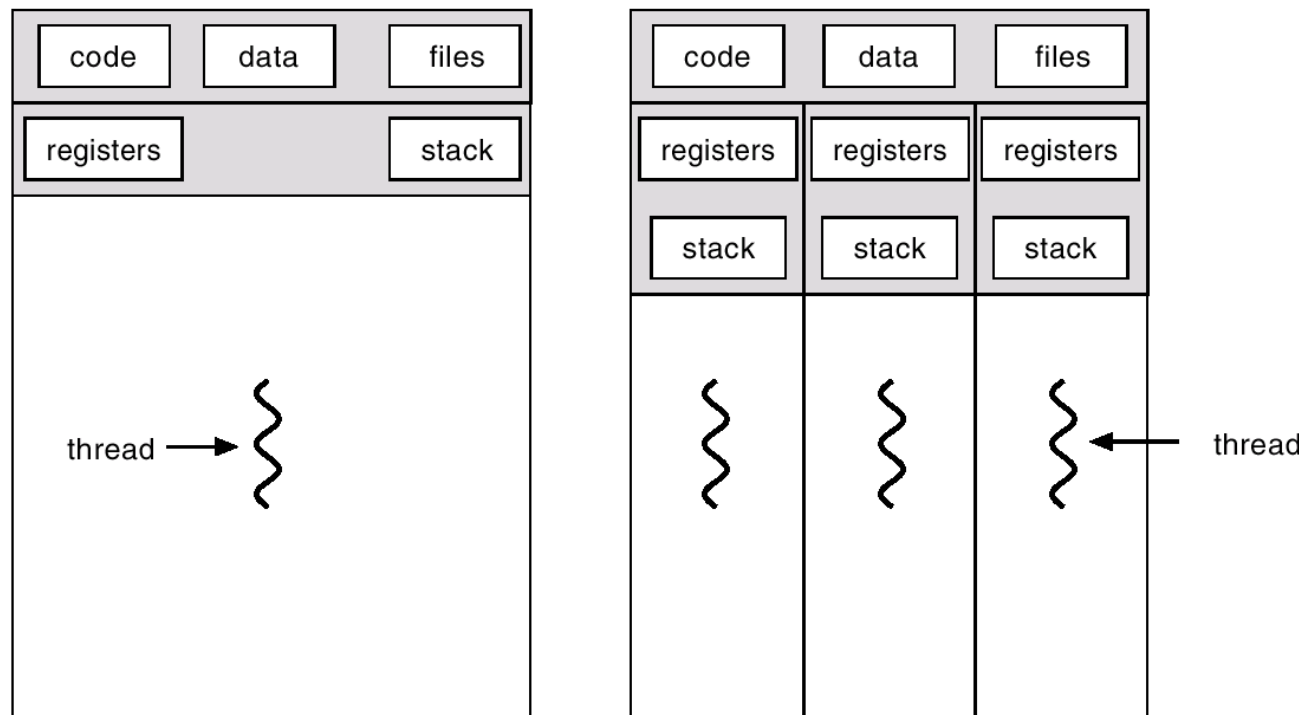 code data files
registers stack
thread
code data files
registers registers registers
stack stack stack
thread